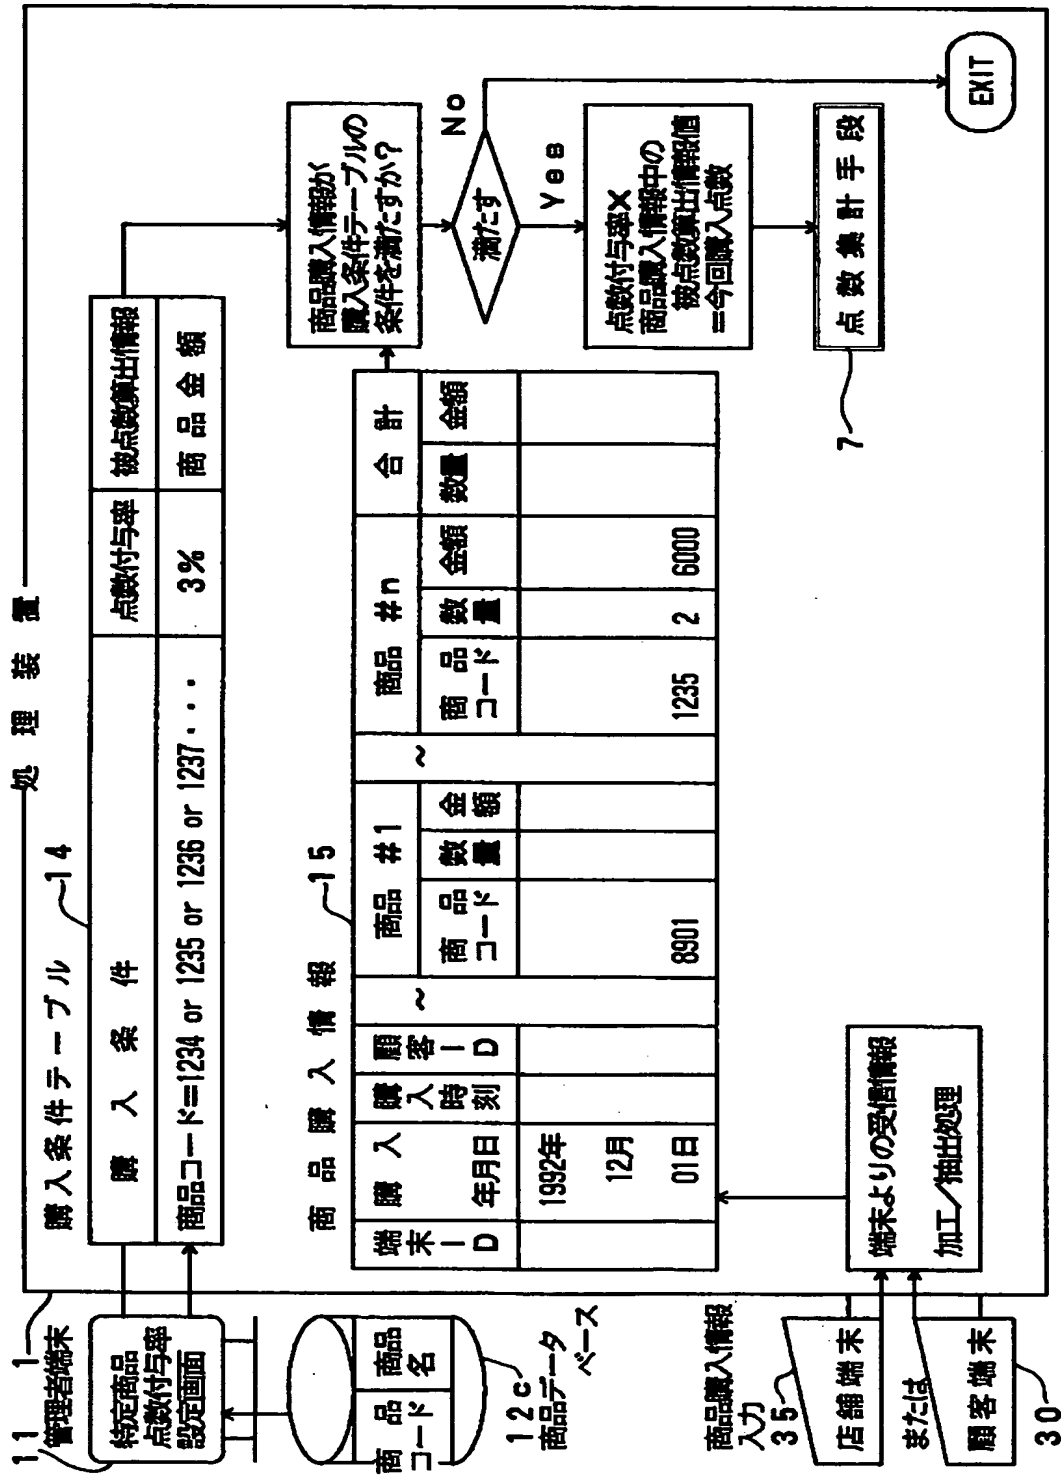 処理装置
1
11
管理者端末
特定商品
点数付与率
設定画面
商品
コード
商品
名
12c
商品データ
ベース
購入条件テーブル
14
購入条件
点数付与率
被点数算出情報
商品コード=1234 or 1235 or 1236 or 1237・・・
3%
商品金額
商品購入情報
15
端末
ID
購入
年月日
購入
時刻
顧客
ID
~
商品 #1
商品
コード
数量
金額
~
商品 #n
商品
コード
数量
金額
合計
数量
金額
1992年
12月
01日
8901
1235
2
6000
商品購入情報が
購入条件テーブルの
条件を満たすか?
満たす
No
Yes
点数付与率×
商品購入情報中の
被点数算出情報値
=今回購入点数
7
点数集計手段
EXIT
商品購入情報
入力
35
店舗端末
または
顧客端末
30
端末よりの受信情報
加工/抽出処理